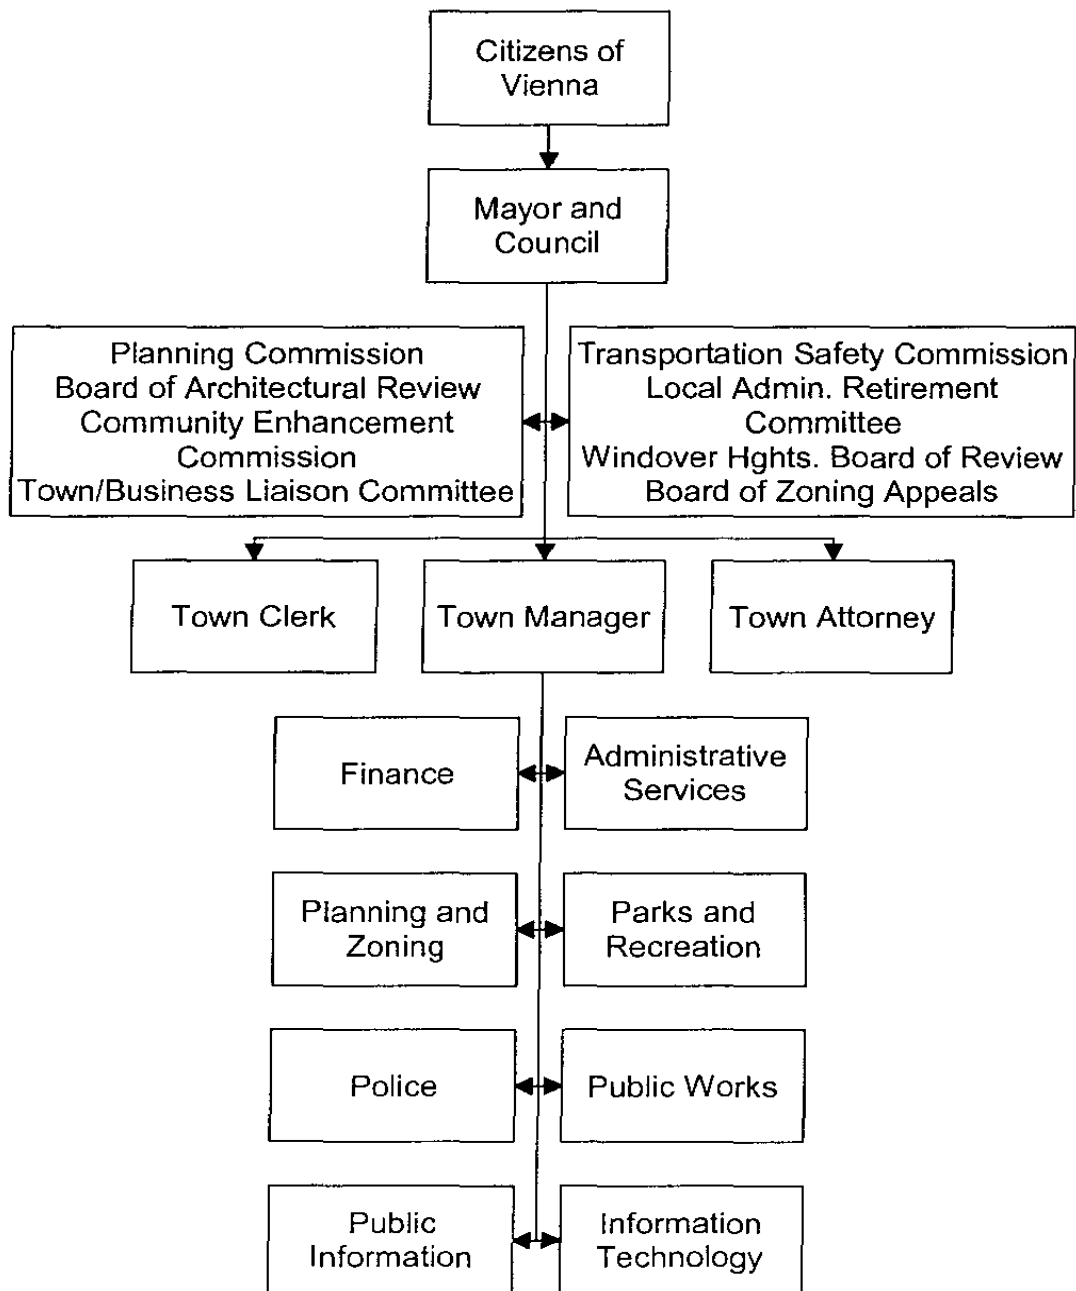 Citizens of
Vienna
Mayor and
Council
Planning Commission
Board of Architectural Review
Community Enhancement
Commission
Town/Business Liaison Committee
Transportation Safety Commission
Local Admin. Retirement
Committee
Windover Hghts. Board of Review
Board of Zoning Appeals
Town Clerk
Town Manager
Town Attorney
Finance
Administrative
Services
Planning and
Zoning
Parks and
Recreation
Police
Public Works
Public
Information
Information
Technology